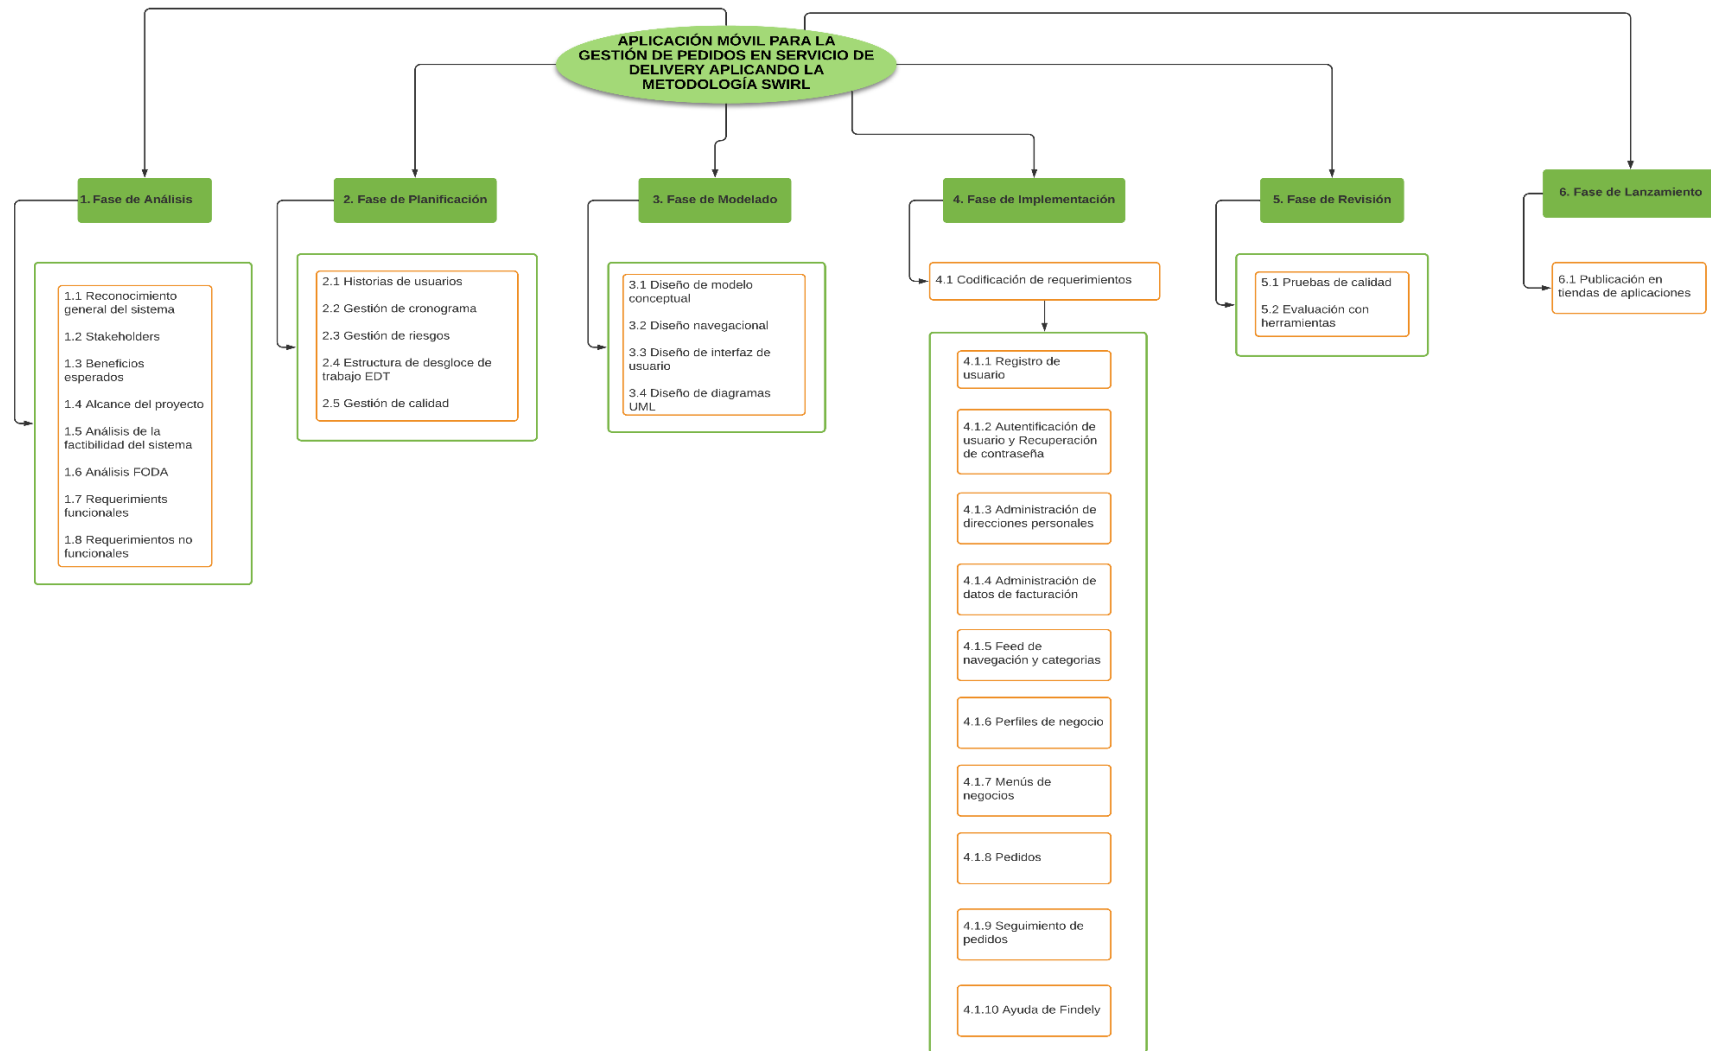 APLICACIÓN MÓVIL PARA LA
GESTIÓN DE PEDIDOS EN SERVICIO DE
DELIVERY APLICANDO LA
METODOLOGÍA SWIRL
1. Fase de Análisis
1.1 Reconocimiento
general del sistema
1.2 Stakeholders
1.3 Beneficios
esperados
1.4 Alcance del proyecto
1.5 Análisis de la
factibilidad del sistema
1.6 Análisis FODA
1.7 Requerimients
funcionales
1.8 Requerimientos no
funcionales
2. Fase de Planificación
2.1 Historias de usuarios
2.2 Gestión de cronograma
2.3 Gestión de riesgos
2.4 Estructura de desgloce de
trabajo EDT
2.5 Gestión de calidad
3. Fase de Modelado
3.1 Diseño de modelo
conceptual
3.2 Diseño navegacional
3.3 Diseño de interfaz de
usuario
3.4 Diseño de diagramas
UML
4. Fase de Implementación
4.1 Codificación de requerimientos
4.1.1 Registro de
usuario
4.1.2 Autentificación de
usuario y Recuperación
de contraseña
4.1.3 Administración de
direcciones personales
4.1.4 Administración de
datos de facturación
4.1.5 Feed de
navegación y categorias
4.1.6 Perfiles de negocio
4.1.7 Menús de
negocios
4.1.8 Pedidos
4.1.9 Seguimiento de
pedidos
4.1.10 Ayuda de Findely
5. Fase de Revisión
5.1 Pruebas de calidad
5.2 Evaluación con
herramientas
6. Fase de Lanzamiento
6.1 Publicación en
tiendas de aplicaciones